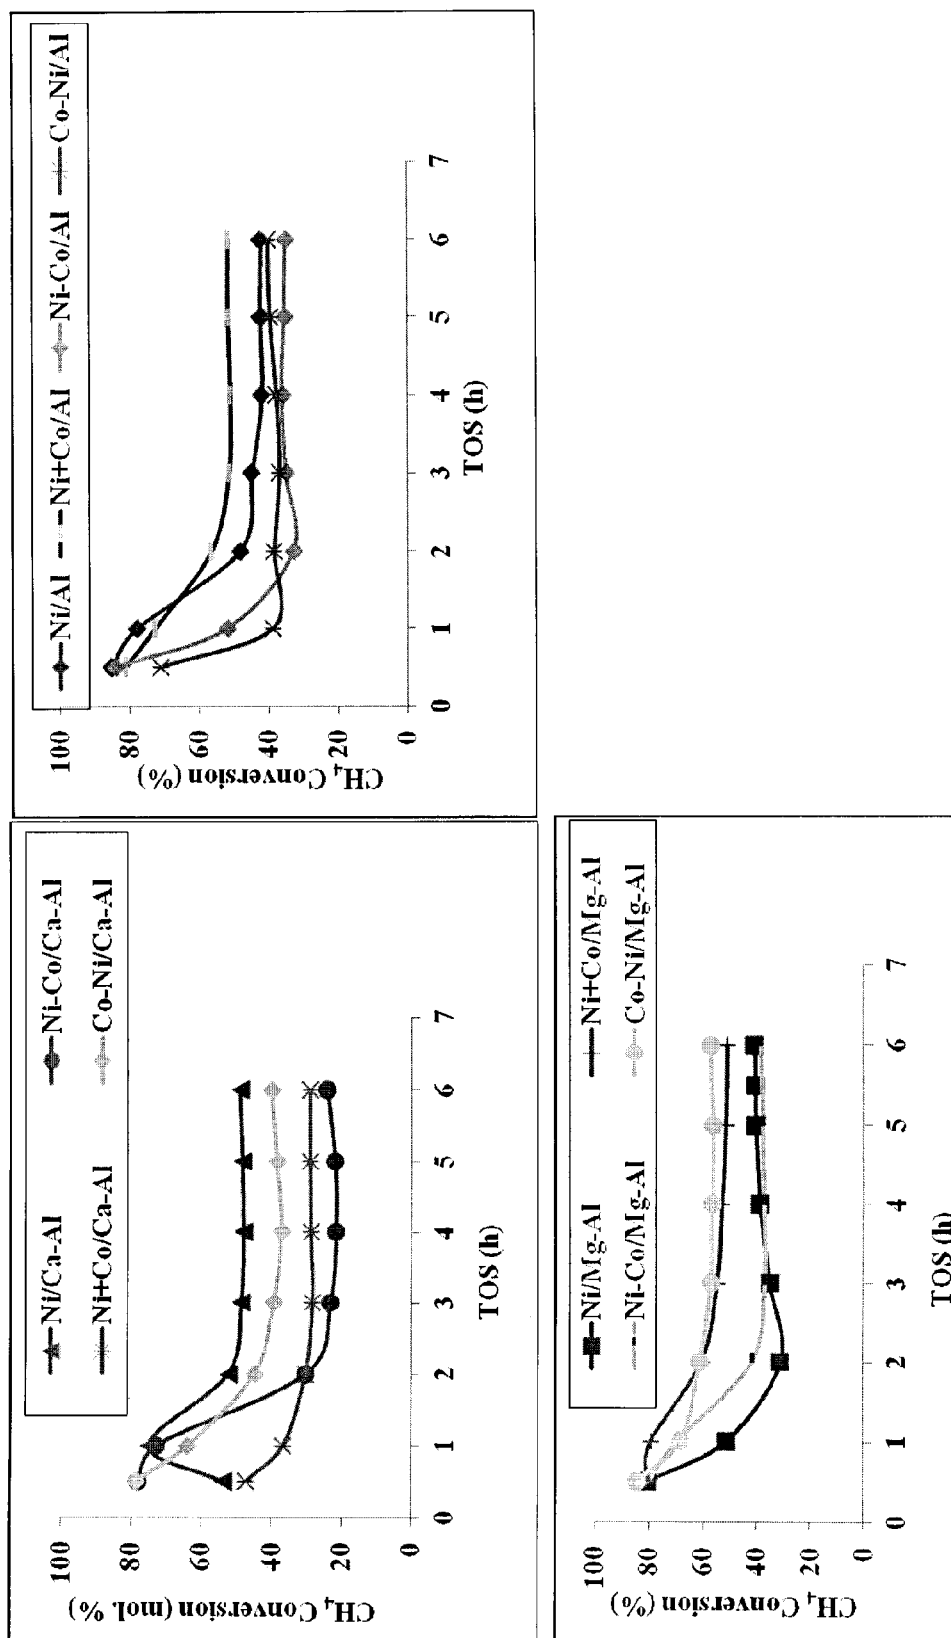 Ni/Ca-Al
Ni-Co/Ca-Al
Ni+Co/Ca-Al
Co-Ni/Ca-Al
CH₄ Conversion (mol. %)
100
80
60
40
20
0
0 1 2 3 4 5 6 7
TOS (h)
Ni/Al
Ni+Co/Al
Ni-Co/Al
Co-Ni/Al
CH₄ Conversion (%)
100
80
60
40
20
0
0 1 2 3 4 5 6 7
TOS (h)
Ni/Mg-Al
Ni+Co/Mg-Al
Ni-Co/Mg-Al
Co-Ni/Mg-Al
CH₄ Conversion (%)
100
80
60
40
20
0
0 1 2 3 4 5 6 7
TOS (h)